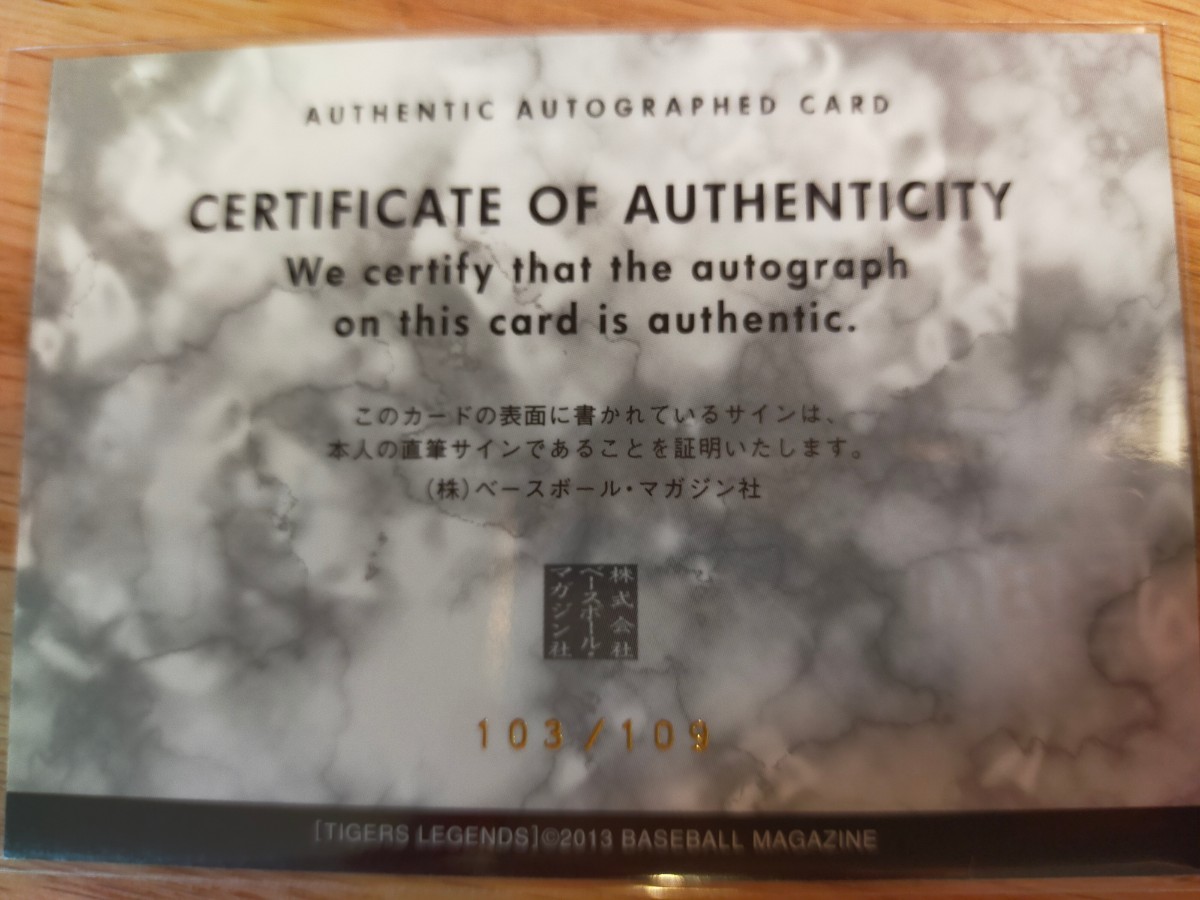 AUTHENTIC AUTOGRAPHED CARD
CERTIFICATE OF AUTHENTICITY
We certify that the autograph
on this card is authentic.
このカードの表面に書かれているサインは、
本人の直筆サインであることを証明いたします。
(株)ベースボール・マガジン社
株式会社
ベースボール・
マガジン社
103/109
[TIGERS LEGENDS]©2013 BASEBALL MAGAZINE